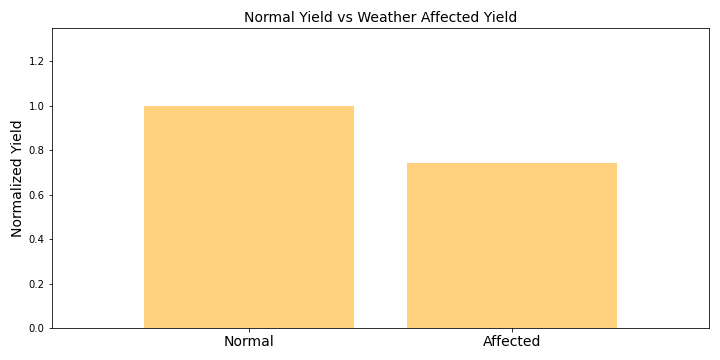 Normal Yield vs Weather Affected Yield
Normalized Yield
1.2
1.0
0.8
0.6
0.4
0.2
0.0
Normal
Affected